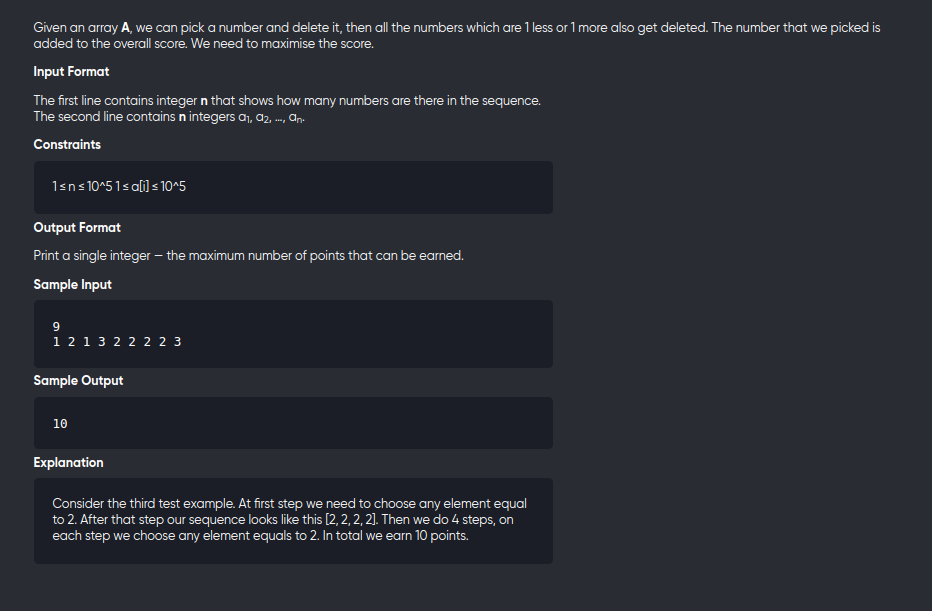 Given an array A, we can pick a number and delete it, then all the numbers which are 1 less or 1 more also get deleted. The number that we picked is
added to the overall score. We need to maximise the score.
Input Format
The first line contains integer n that shows how many numbers are there in the sequence.
The second line contains n integers a₁, a₂, ..., aₙ.
Constraints
1 ≤ n ≤ 10^5 1 ≤ a[i] ≤ 10^5
Output Format
Print a single integer — the maximum number of points that can be earned.
Sample Input
9
1 2 1 3 2 2 2 2 3
Sample Output
10
Explanation
Consider the third test example. At first step we need to choose any element equal
to 2. After that step our sequence looks like this [2, 2, 2, 2]. Then we do 4 steps, on
each step we choose any element equals to 2. In total we earn 10 points.